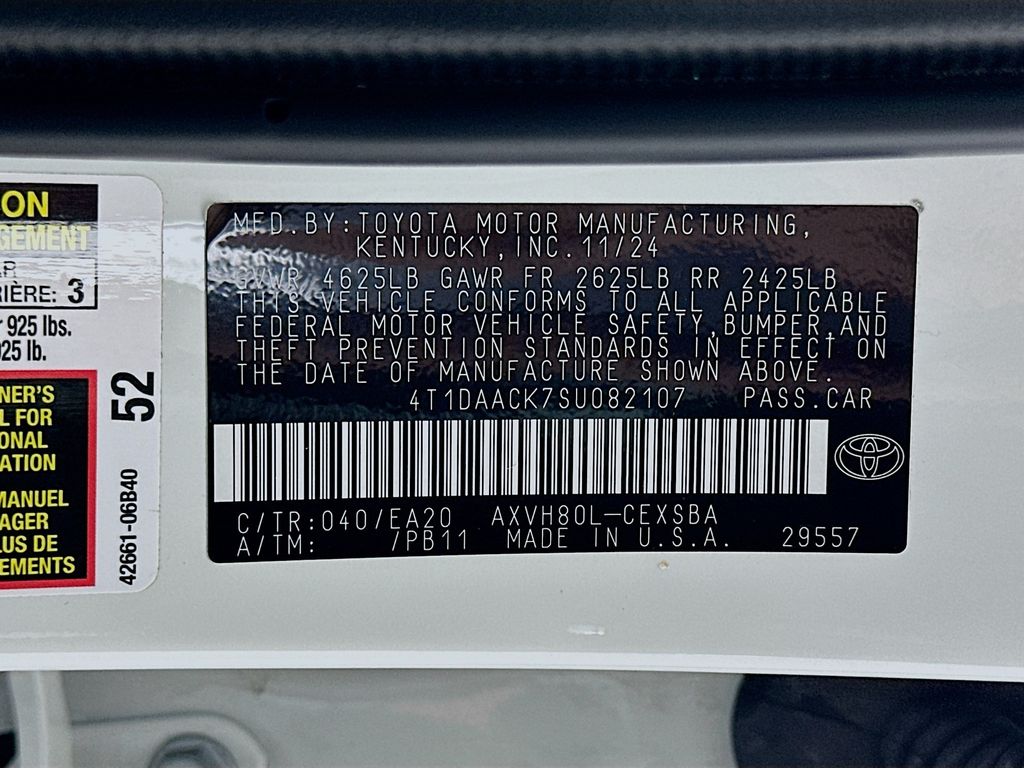 ON
GEMENT
RIÈRE: 3
925 lbs.
925 lb.
NER'S
L FOR
ONAL
ATION
MANUEL
AGER
LUS DE
EMENTS
52
42661-06B40
MFD.BY:TOYOTA MOTOR MANUFACTURING,
KENTUCKY,INC.11/24
GVWR 4625LB GAWR FR 2625LB RR 2425LB
THIS VEHICLE CONFORMS TO ALL APPLICABLE
FEDERAL MOTOR VEHICLE SAFETY,BUMPER,AND
THEFT PREVENTION STANDARDS IN EFFECT ON
THE DATE OF MANUFACTURE SHOWN ABOVE.
4T1DAACK7SU082107 PASS.CAR
C/TR:040/EA20 AXVH80L-CEXSBA
A/TM: /PB11 MADE IN U.S.A. 29557